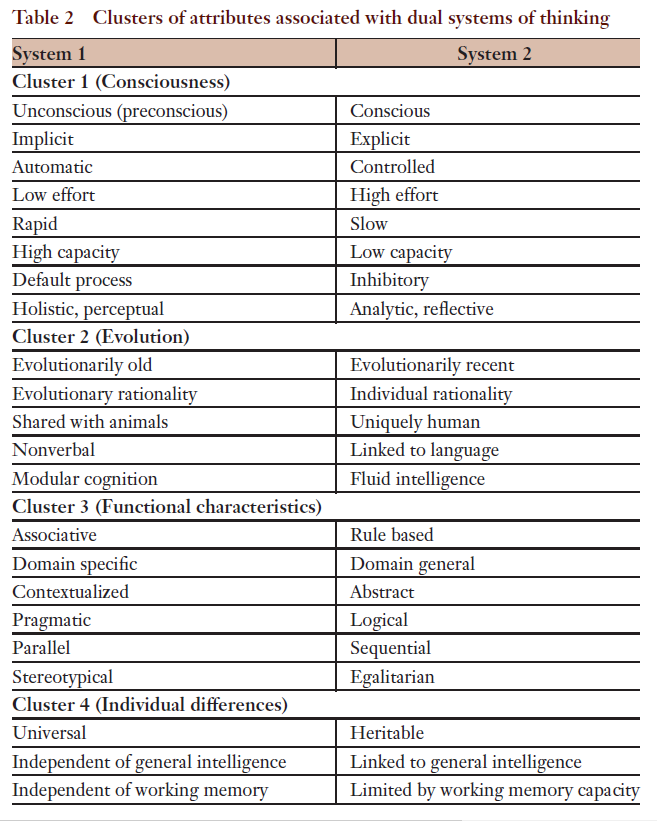 Table 2 Clusters of attributes associated with dual systems of thinking
System 1 System 2
Cluster 1 (Consciousness)
Unconscious (preconscious) Conscious
Implicit Explicit
Automatic Controlled
Low effort High effort
Rapid Slow
High capacity Low capacity
Default process Inhibitory
Holistic, perceptual Analytic, reflective
Cluster 2 (Evolution)
Evolutionarily old Evolutionarily recent
Evolutionary rationality Individual rationality
Shared with animals Uniquely human
Nonverbal Linked to language
Modular cognition Fluid intelligence
Cluster 3 (Functional characteristics)
Associative Rule based
Domain specific Domain general
Contextualized Abstract
Pragmatic Logical
Parallel Sequential
Stereotypical Egalitarian
Cluster 4 (Individual differences)
Universal Heritable
Independent of general intelligence Linked to general intelligence
Independent of working memory Limited by working memory capacity